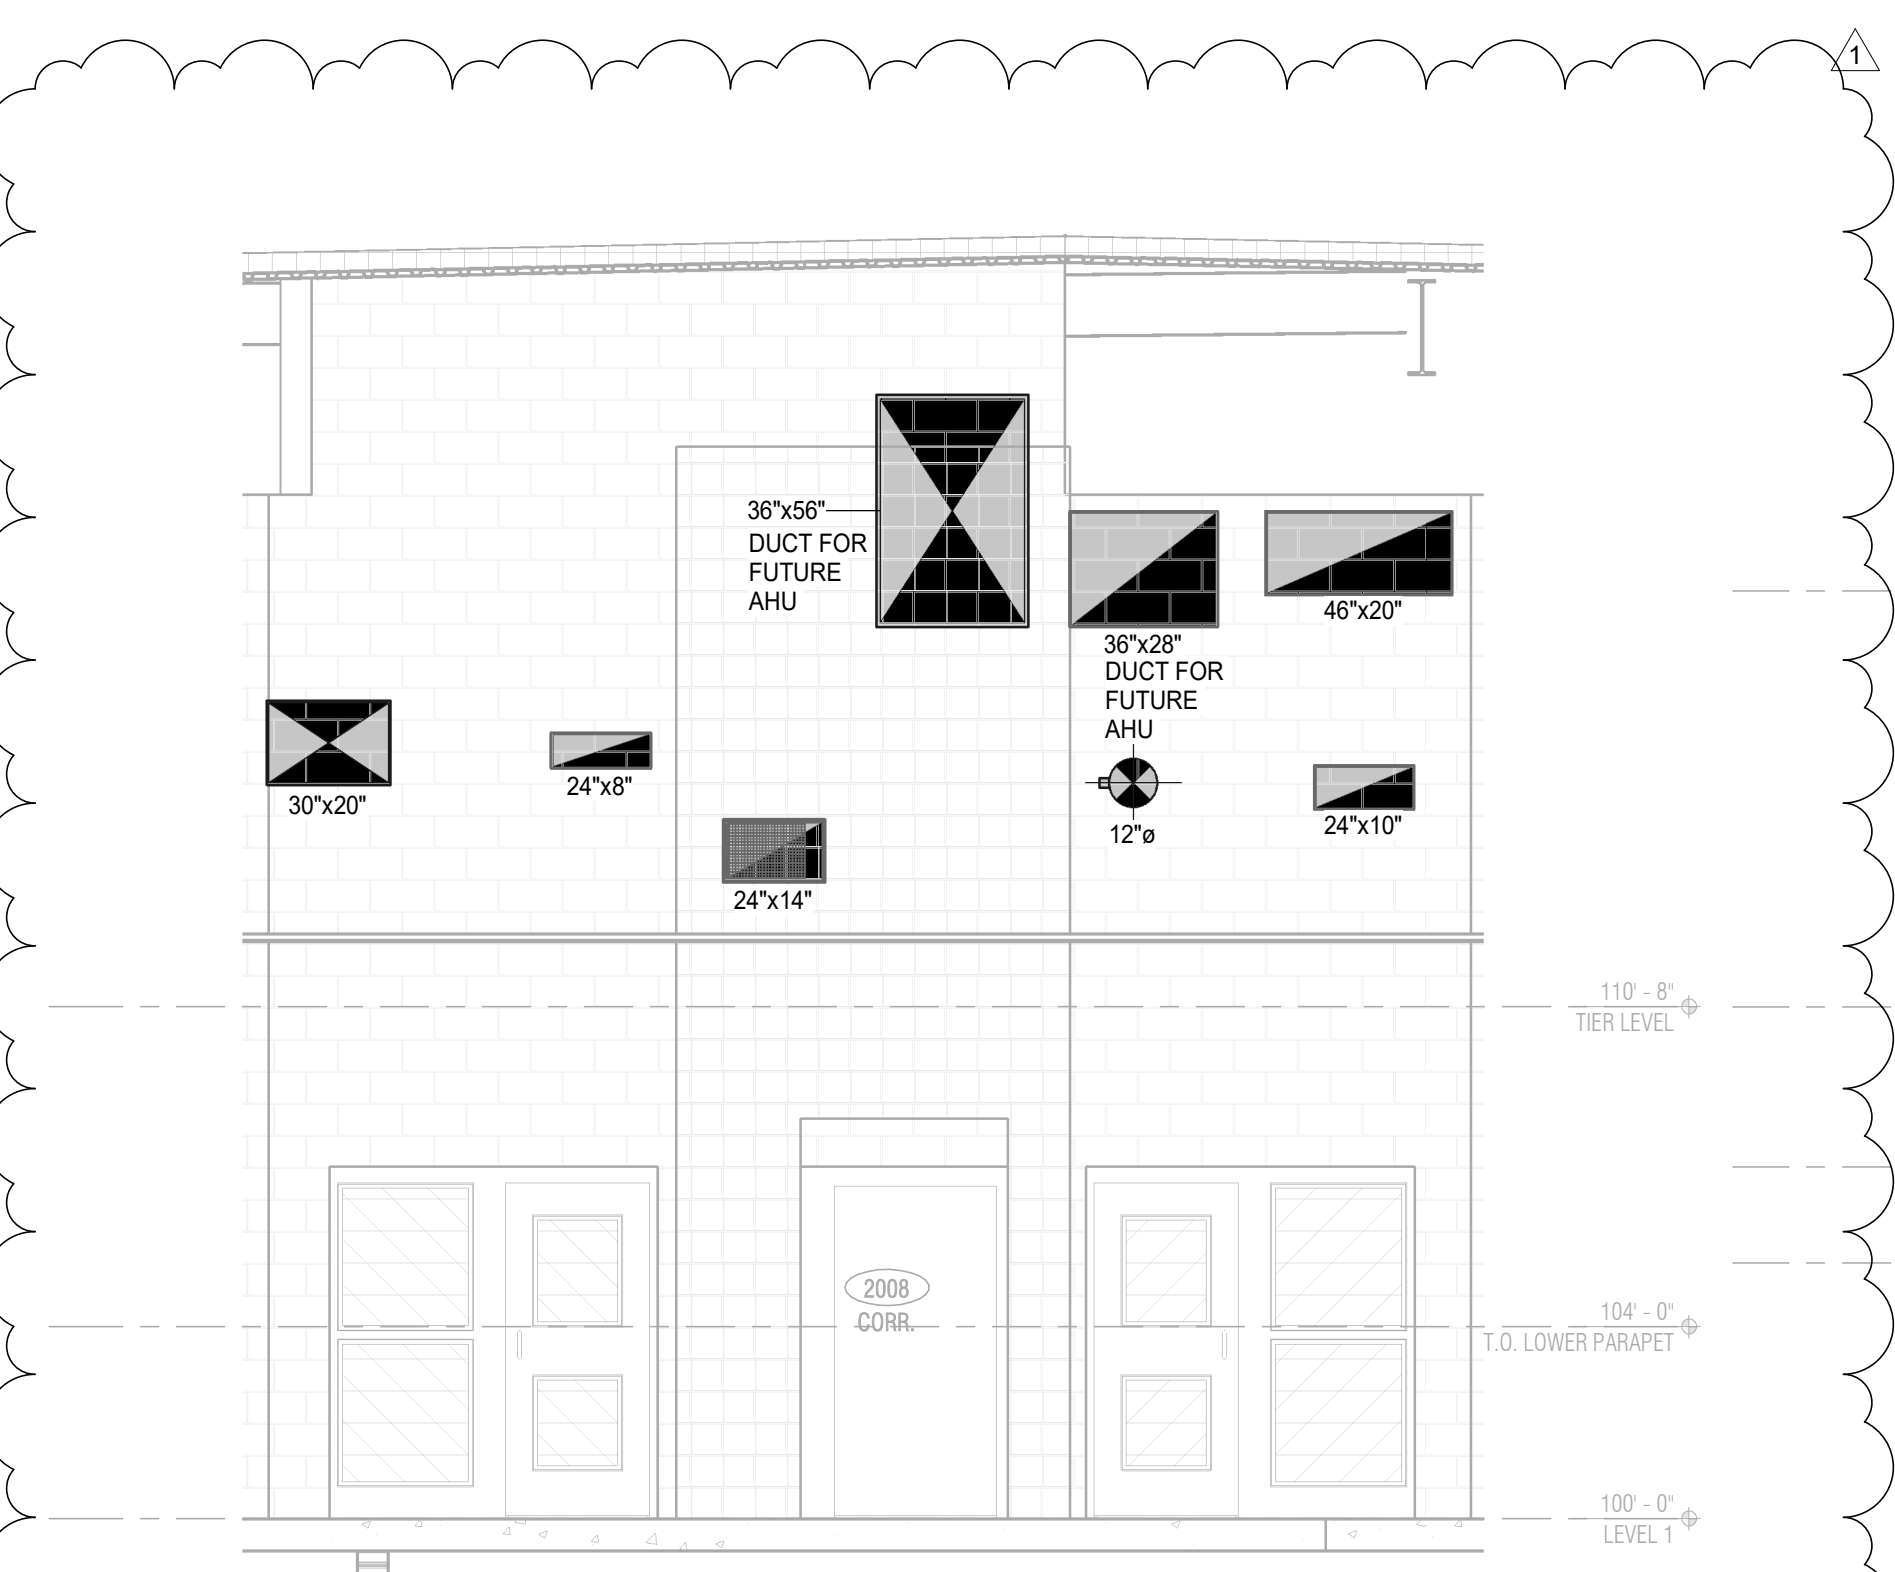 1
36"x56"
DUCT FOR
FUTURE
AHU
46"x20"
36"x28"
DUCT FOR
FUTURE
AHU
30"x20"
24"x8"
12"ø
24"x10"
24"x14"
110' - 8"
TIER LEVEL
2008
CORR.
104' - 0"
T.O. LOWER PARAPET
100' - 0"
LEVEL 1